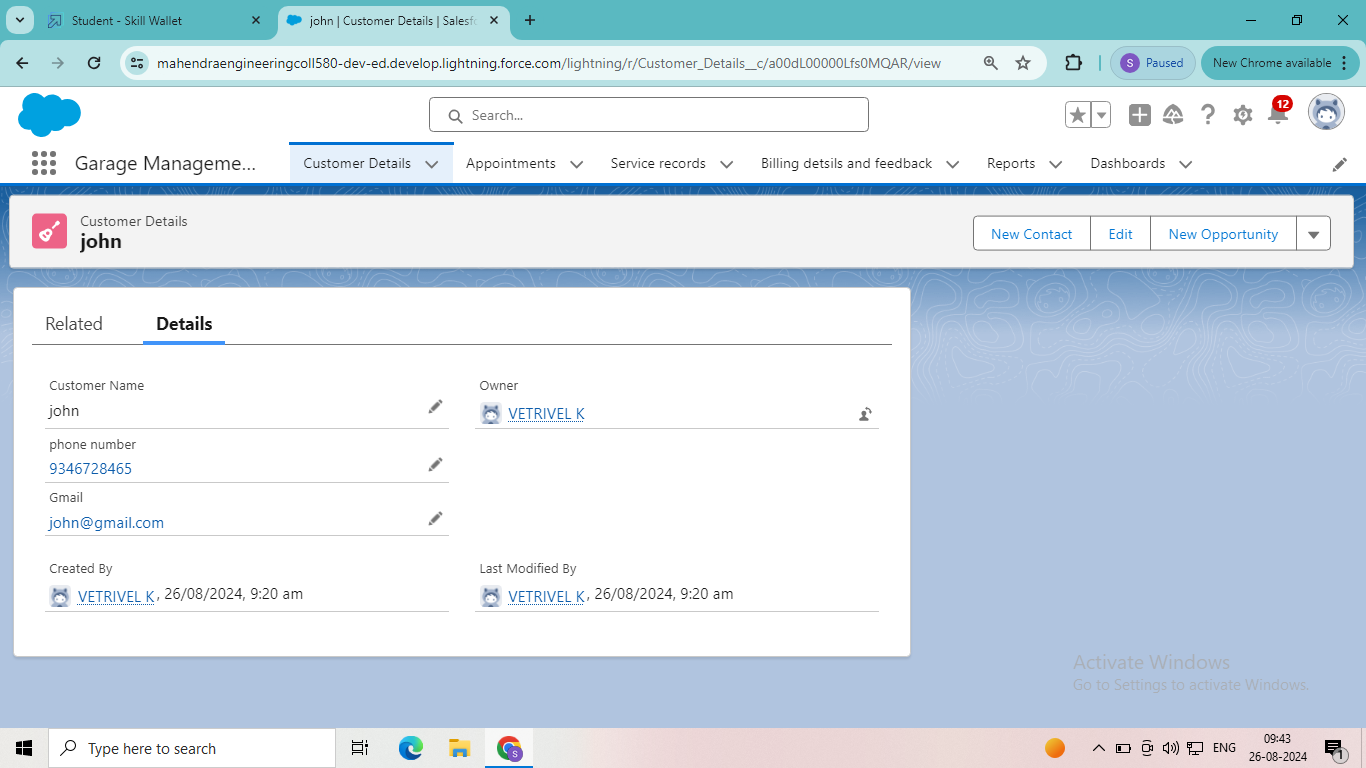 Student - Skill Wallet
john | Customer Details | Salesfo
mahendraengineeringcoll580-dev-ed.develop.lightning.force.com/lightning/r/Customer_Details__c/a00dL00000Lfs0MQAR/view
S Paused
New Chrome available
Search...
12
Garage Manageme...
Customer Details
Appointments
Service records
Billing details and feedback
Reports
Dashboards
Customer Details
john
New Contact
Edit
New Opportunity
Related
Details
Customer Name
john
Owner
VETRIVEL K
phone number
9346728465
Gmail
john@gmail.com
Created By
VETRIVEL K, 26/08/2024, 9:20 am
Last Modified By
VETRIVEL K, 26/08/2024, 9:20 am
Activate Windows
Go to Settings to activate Windows.
Type here to search
S
ENG
09:43
26-08-2024
1